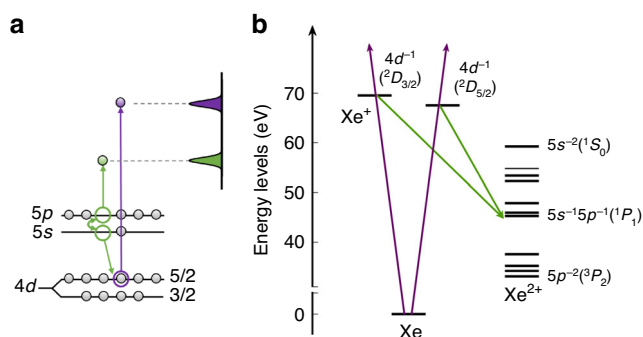 a
5p
5s
4d
5/2
3/2
b
Energy levels (eV)
70
60
50
40
0
4d⁻¹
(²D₃/₂)
4d⁻¹
(²D₅/₂)
Xe⁺
Xe
5s⁻²(¹S₀)
5s⁻¹5p⁻¹(¹P₁)
5p⁻²(³P₂)
Xe²⁺